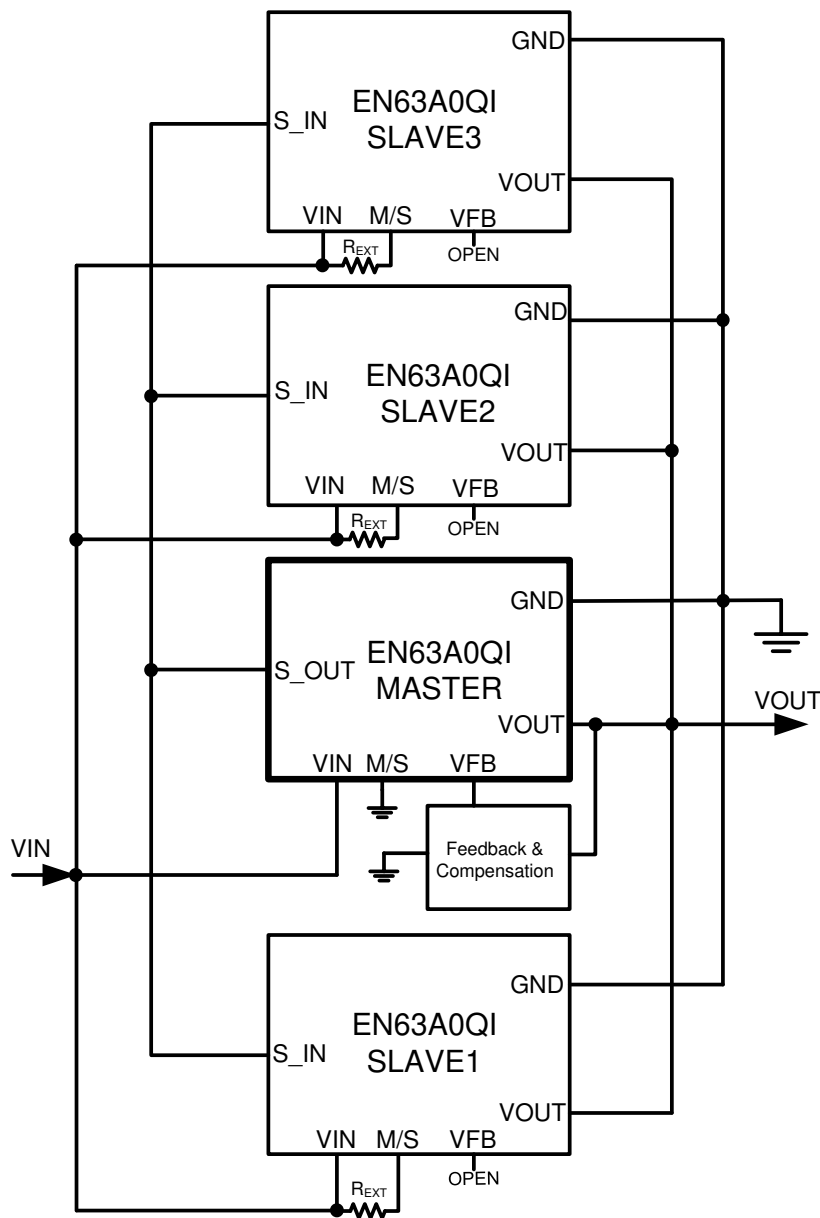 GND
EN63A0QI
SLAVE3
S_IN
VOUT
VIN M/S VFB
REXT
OPEN
GND
EN63A0QI
SLAVE2
S_IN
VOUT
VIN M/S VFB
REXT
OPEN
GND
EN63A0QI
MASTER
S_OUT
VOUT
VOUT
VIN M/S VFB
VIN
Feedback &
Compensation
GND
EN63A0QI
SLAVE1
S_IN
VOUT
VIN M/S VFB
REXT
OPEN